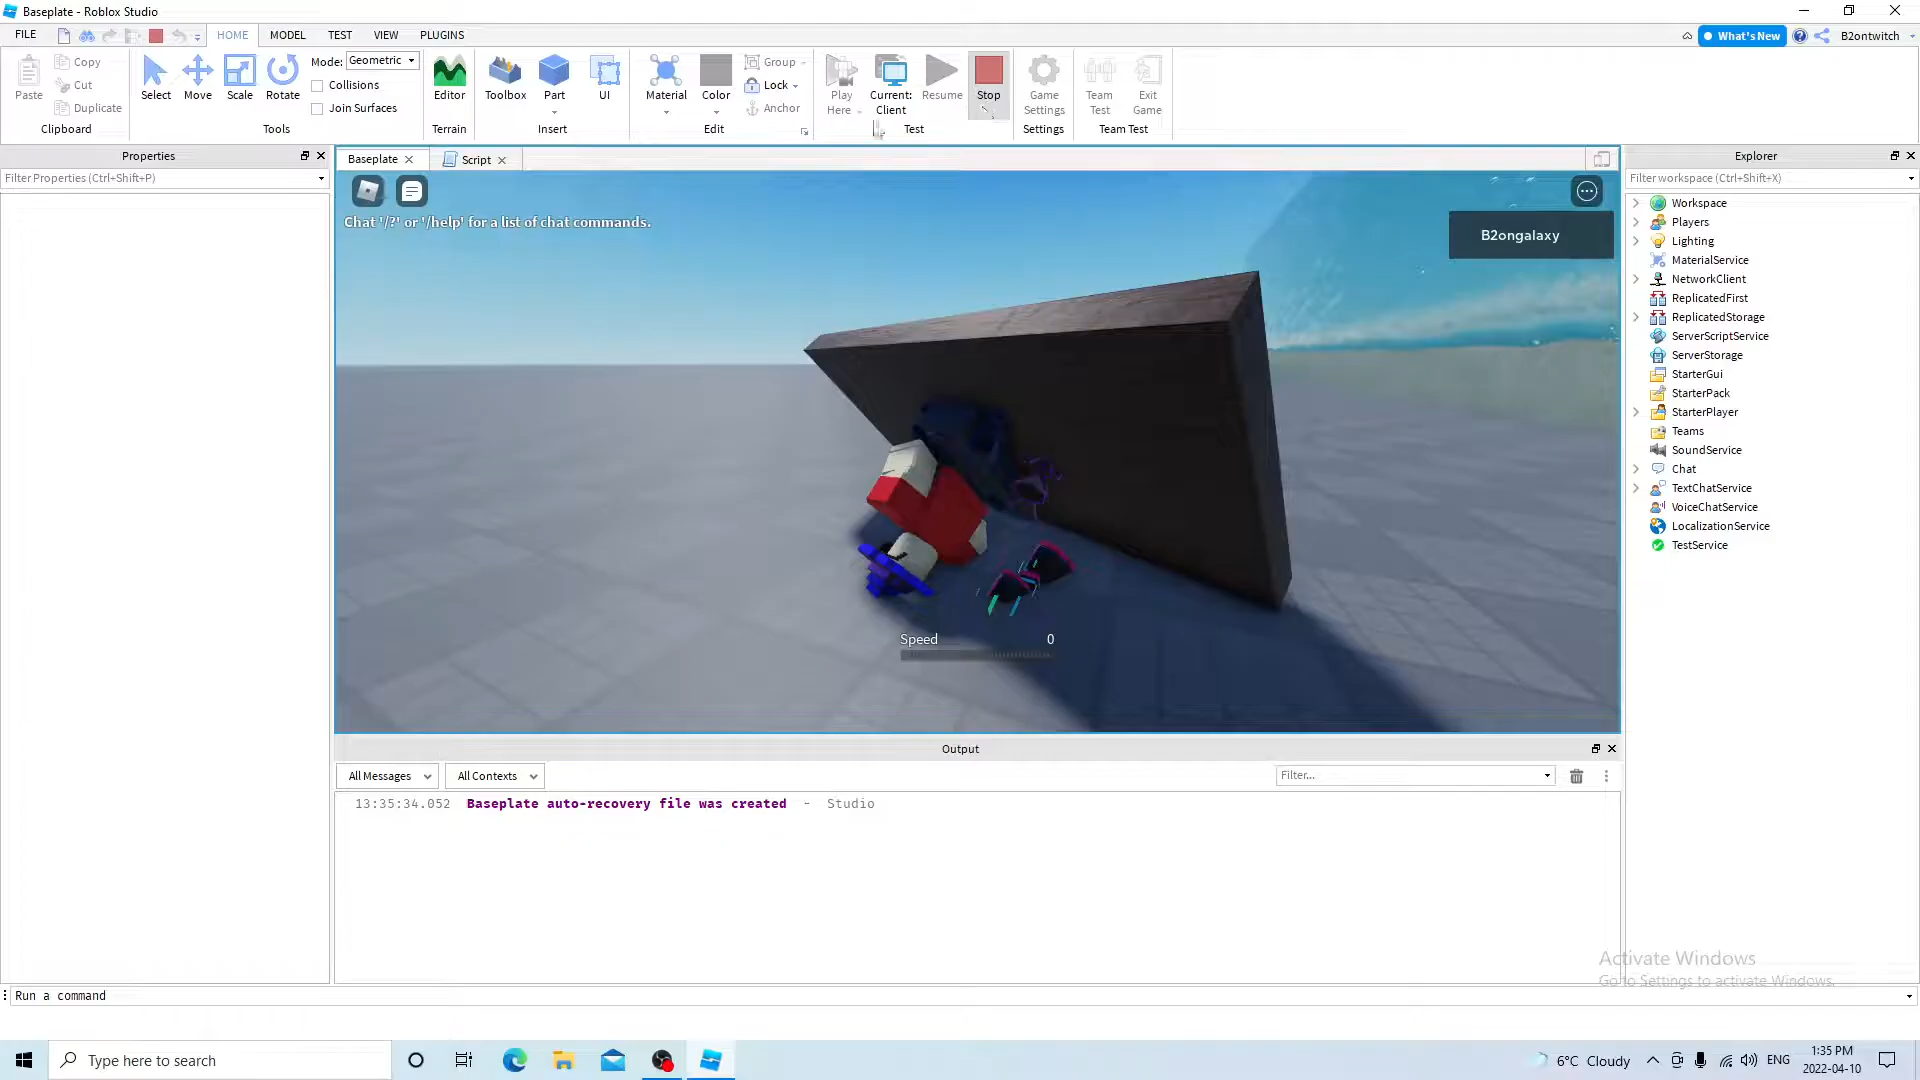 Baseplate - Roblox Studio
FILE
HOME
MODEL
TEST
VIEW
PLUGINS
What's New
B2ontwitch
Paste
Copy
Cut
Duplicate
Clipboard
Select
Move
Scale
Rotate
Mode: Geometric
Collisions
Join Surfaces
Tools
Editor
Terrain
Toolbox
Part
UI
Insert
Material
Color
Group
Lock
Anchor
Edit
Play
Here
Current:
Client
Resume
Stop
Test
Game
Settings
Settings
Team
Test
Exit
Game
Team Test
Properties
Filter Properties (Ctrl+Shift+P)
Baseplate
Script
Chat '/?' or '/help' for a list of chat commands.
B2ongalaxy
Speed 0
Explorer
Filter workspace (Ctrl+Shift+X)
Workspace
Players
Lighting
MaterialService
NetworkClient
ReplicatedFirst
ReplicatedStorage
ServerScriptService
ServerStorage
StarterGui
StarterPack
StarterPlayer
Teams
SoundService
Chat
TextChatService
VoiceChatService
LocalizationService
TestService
Output
All Messages
All Contexts
Filter...
13:35:34.052 Baseplate auto-recovery file was created - Studio
Activate Windows
Go to Settings to activate Windows.
Run a command
Type here to search
6°C Cloudy
ENG
1:35 PM
2022-04-10